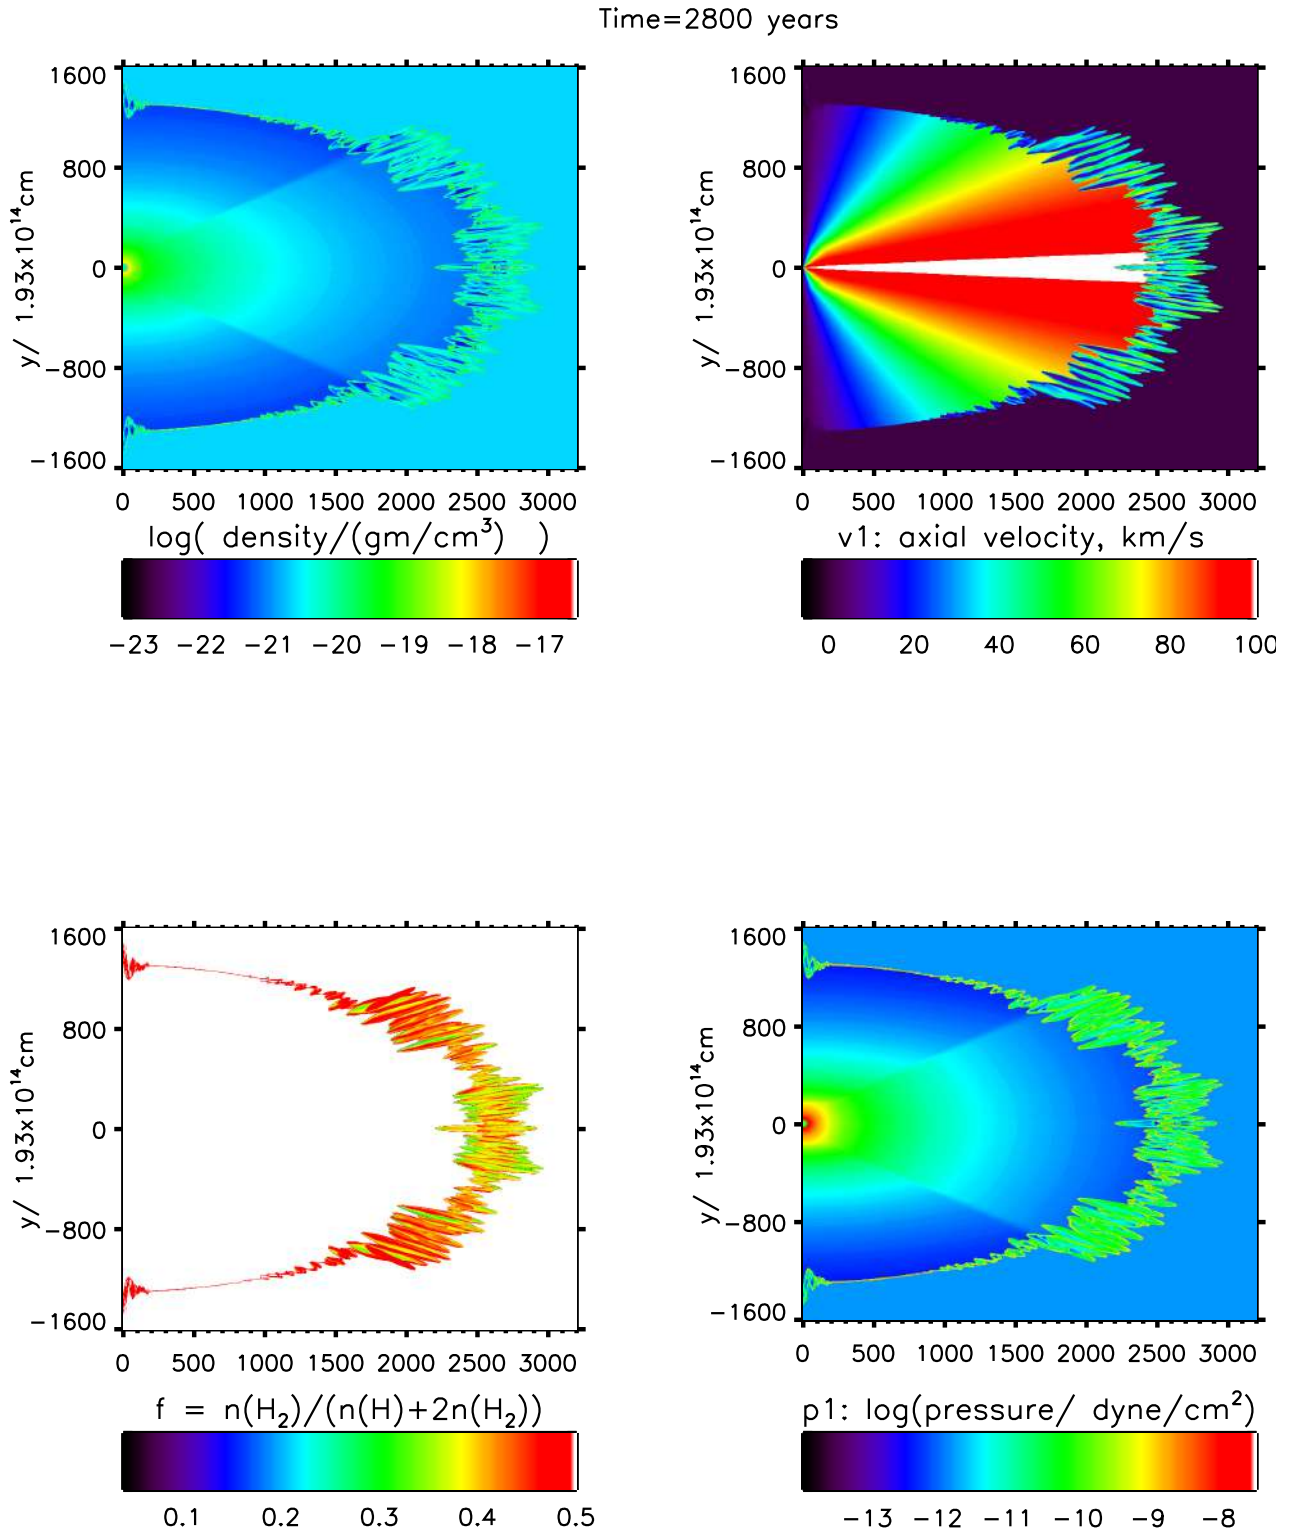 Time=2800 years
1600
800
0
−800
−1600
y/ 1.93x10¹⁴cm
0 500 1000 1500 2000 2500 3000
log( density/(gm/cm³) )
−23 −22 −21 −20 −19 −18 −17
1600
800
0
−800
−1600
y/ 1.93x10¹⁴cm
0 500 1000 1500 2000 2500 3000
v1: axial velocity, km/s
0 20 40 60 80 100
1600
800
0
−800
−1600
y/ 1.93x10¹⁴cm
0 500 1000 1500 2000 2500 3000
f = n(H₂)/(n(H)+2n(H₂))
0.1 0.2 0.3 0.4 0.5
1600
800
0
−800
−1600
y/ 1.93x10¹⁴cm
0 500 1000 1500 2000 2500 3000
p1: log(pressure/ dyne/cm²)
−13 −12 −11 −10 −9 −8